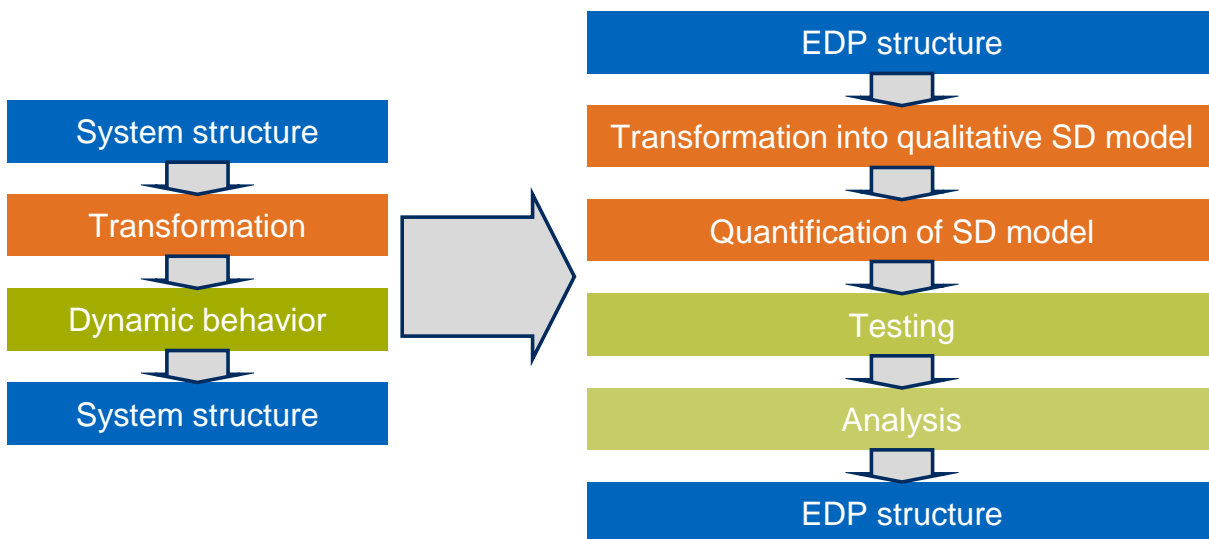 System structure
Transformation
Dynamic behavior
System structure
EDP structure
Transformation into qualitative SD model
Quantification of SD model
Testing
Analysis
EDP structure